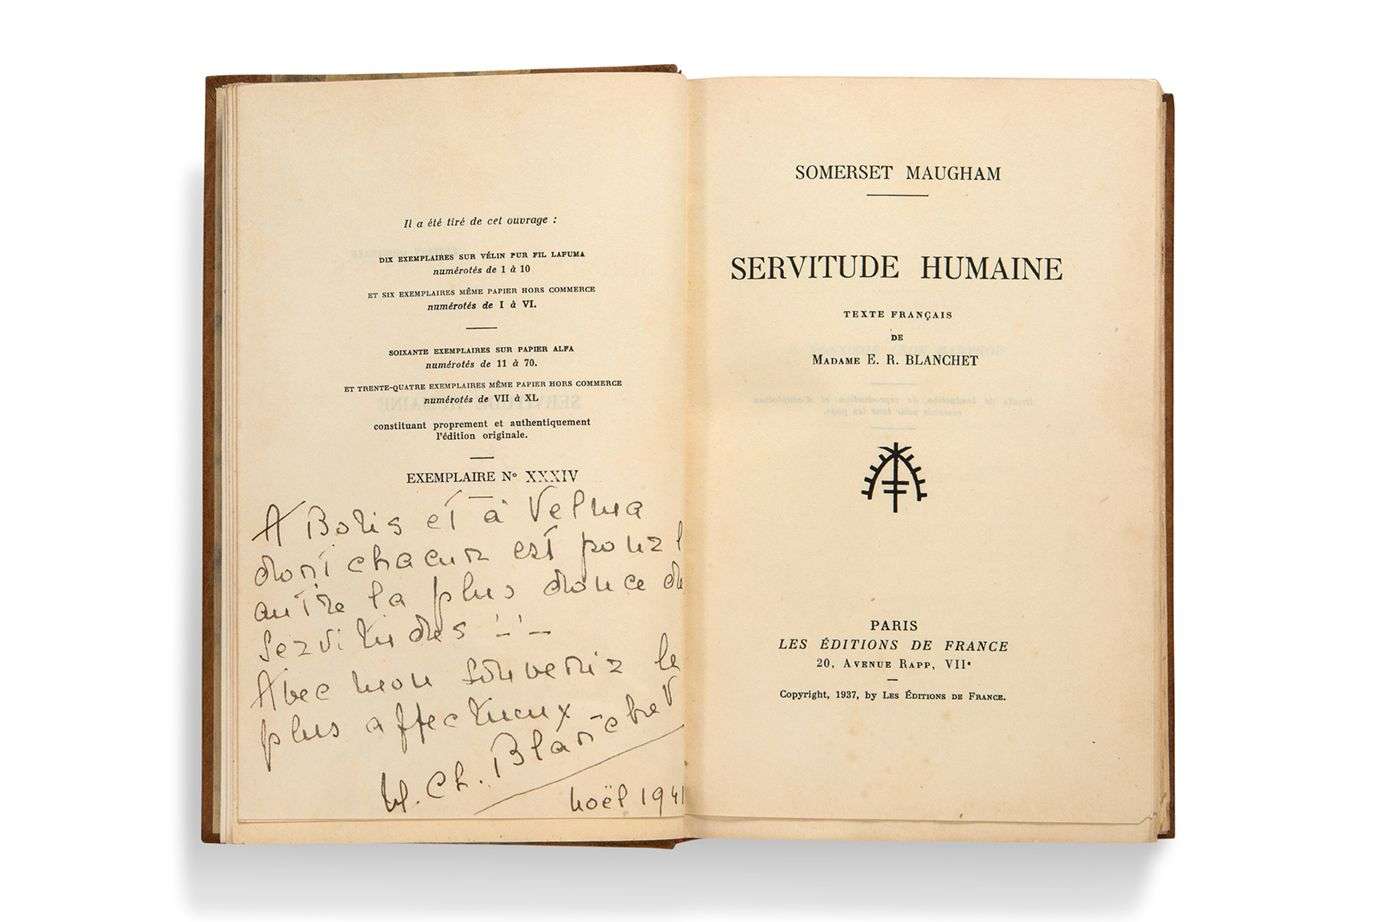 Il a été tiré de cet ouvrage :
DIX EXEMPLAIRES SUR VÉLIN PUR FIL LAFUMA
numérotés de 1 à 10
ET SIX EXEMPLAIRES MÊME PAPIER HORS COMMERCE
numérotés de I à VI.
SOIXANTE EXEMPLAIRES SUR PAPIER ALFA
numérotés de 11 à 70.
ET TRENTE-QUATRE EXEMPLAIRES MÊME PAPIER HORS COMMERCE
numérotés de VII à XL
constituant proprement et authentiquement
l'édition originale.
EXEMPLAIRE No XXXIV
A Boris et à Velma
dont chacun est pour l
autre la plus douce de
servitudes
Avec mon souvenir le
plus affectueux
Ch. Blanchet
Noël 1941
SOMERSET MAUGHAM
SERVITUDE HUMAINE
TEXTE FRANÇAIS
DE
MADAME E. R. BLANCHET
PARIS
LES ÉDITIONS DE FRANCE
20, AVENUE RAPP, VIIe
Copyright, 1937, by LES ÉDITIONS DE FRANCE.